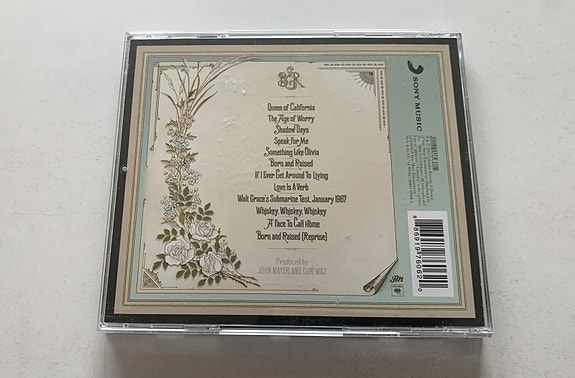 B&R
Queen of California
The Age of Worry
Shadow Days
Speak For Me
Something Like Olivia
Born and Raised
If I Ever Get Around To Living
Love Is A Verb
Walt Grace's Submarine Test, January 1967
Whiskey, Whiskey, Whiskey
A Face To Call Home
Born and Raised (Reprise)
Produced by
JOHN MAYER AND DON WAS
SONY MUSIC
JOHNMAYER.COM